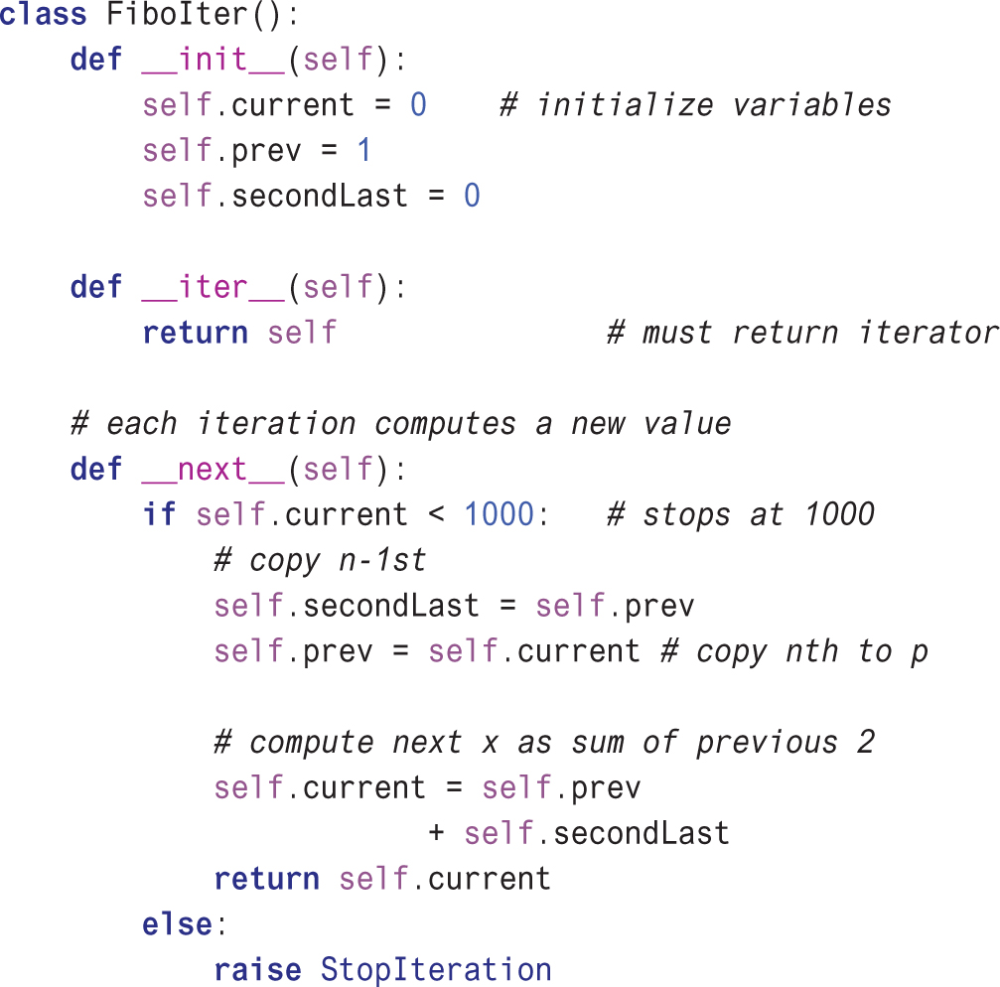 class FiboIter():
    def __init__(self):
        self.current = 0    # initialize variables
        self.prev = 1
        self.secondLast = 0

    def __iter__(self):
        return self               # must return iterator

    # each iteration computes a new value
    def __next__(self):
        if self.current < 1000:   # stops at 1000
            # copy n-1st
            self.secondLast = self.prev
            self.prev = self.current # copy nth to p

            # compute next x as sum of previous 2
            self.current = self.prev
                        + self.secondLast
            return self.current
        else:
            raise StopIteration